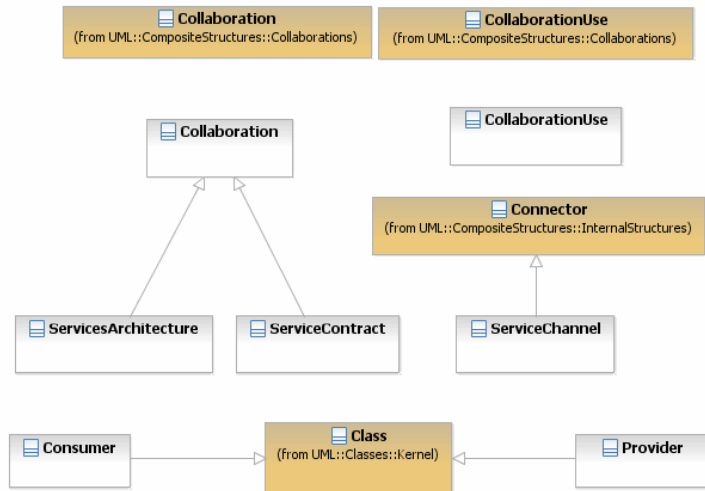 Collaboration
(from UML::CompositeStructures::Collaborations)
CollaborationUse
(from UML::CompositeStructures::Collaborations)
Collaboration
CollaborationUse
Connector
(from UML::CompositeStructures::InternalStructures)
ServicesArchitecture
ServiceContract
ServiceChannel
Consumer
Class
(from UML::Classes::Kernel)
Provider